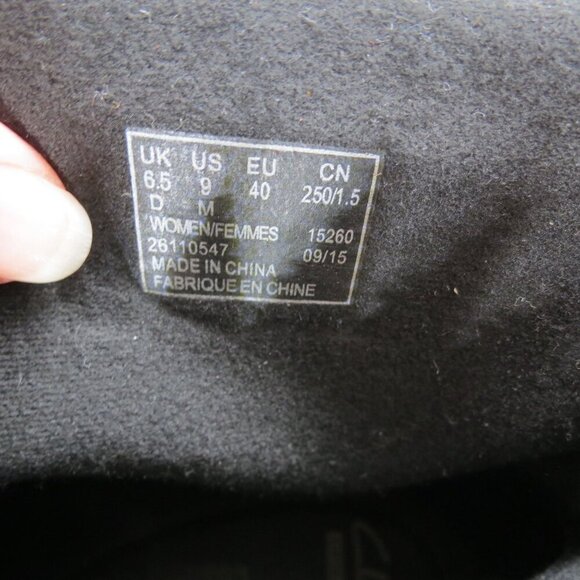 UK US EU CN
6.5 9 40 250/1.5
D M
WOMEN/FEMMES 15260
26110547 09/15
MADE IN CHINA
FABRIQUE EN CHINE